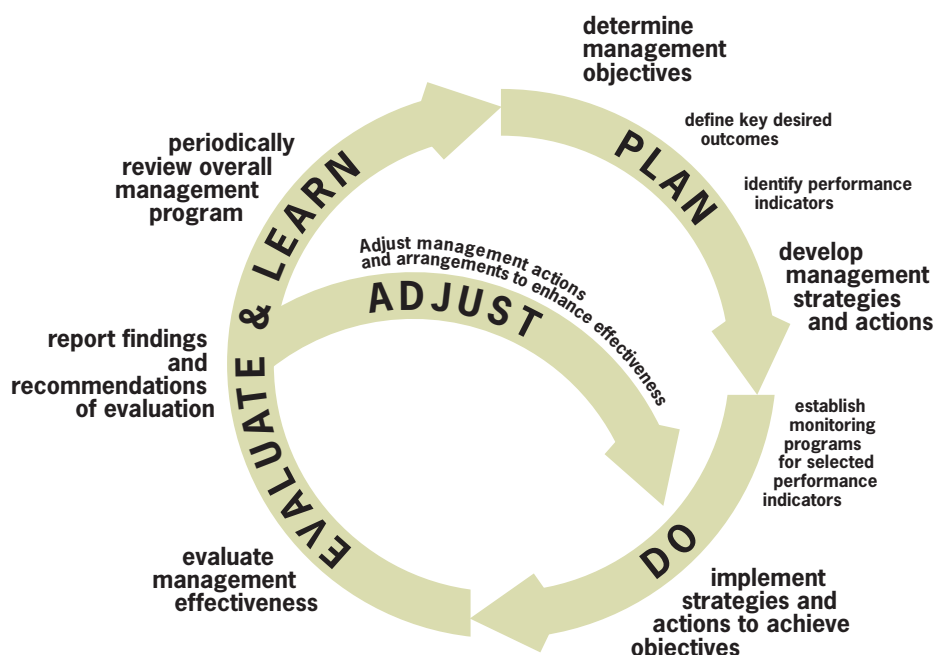 determine
management
objectives
define key desired
outcomes
identify performance
indicators
develop
management
strategies
and actions
PLAN
establish
monitoring
programs
for selected
performance
indicators
DO
implement
strategies and
actions to achieve
objectives
evaluate
management
effectiveness
report findings
and
recommendations
of evaluation
periodically
review overall
management
program
EVALUATE & LEARN
Adjust management actions
and arrangements to enhance effectiveness
ADJUST